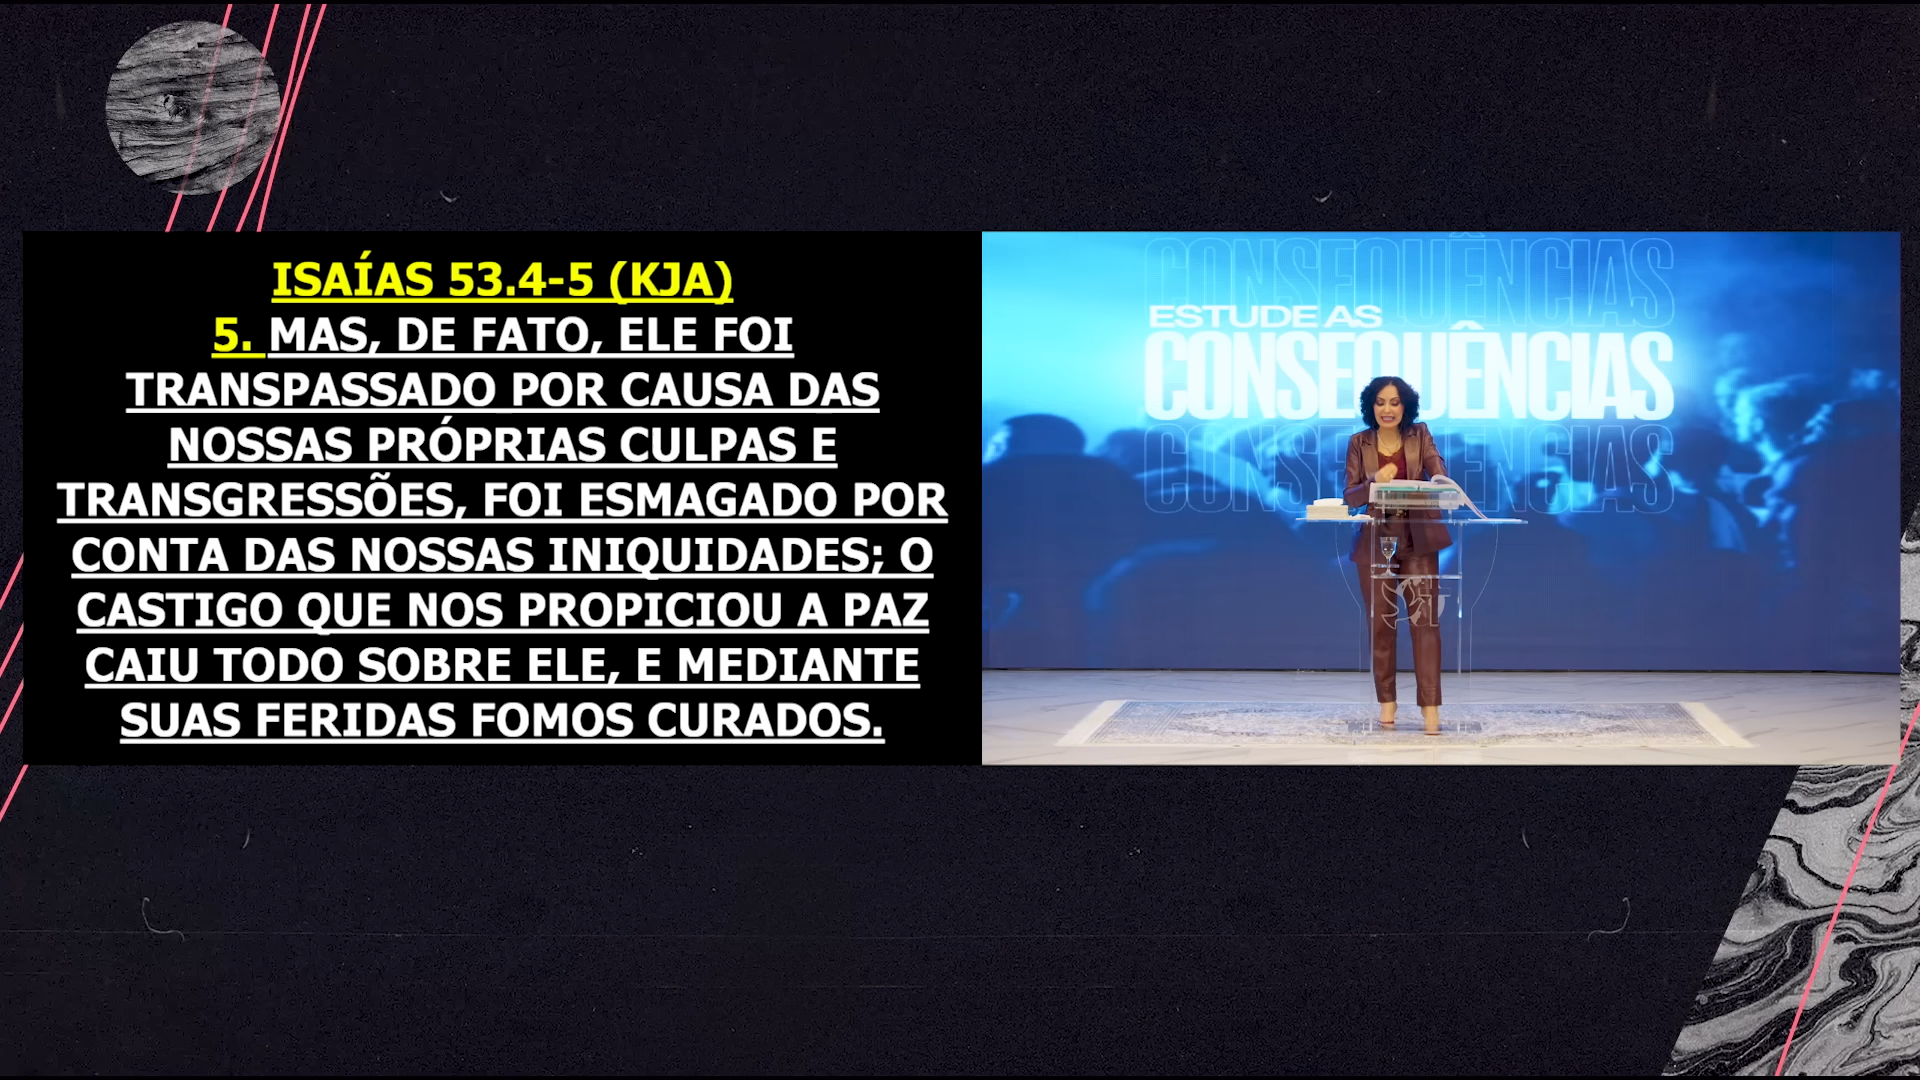 ISAÍAS 53.4-5 (KJA)
5. MAS, DE FATO, ELE FOI
TRANSPASSADO POR CAUSA DAS
NOSSAS PRÓPRIAS CULPAS E
TRANSGRESSÕES, FOI ESMAGADO POR
CONTA DAS NOSSAS INIQUIDADES; O
CASTIGO QUE NOS PROPICIOU A PAZ
CAIU TODO SOBRE ELE, E MEDIANTE
SUAS FERIDAS FOMOS CURADOS.
CONSEQUÊNCIAS
ESTUDE AS
CONSEQUÊNCIAS
CONSEQUÊNCIAS